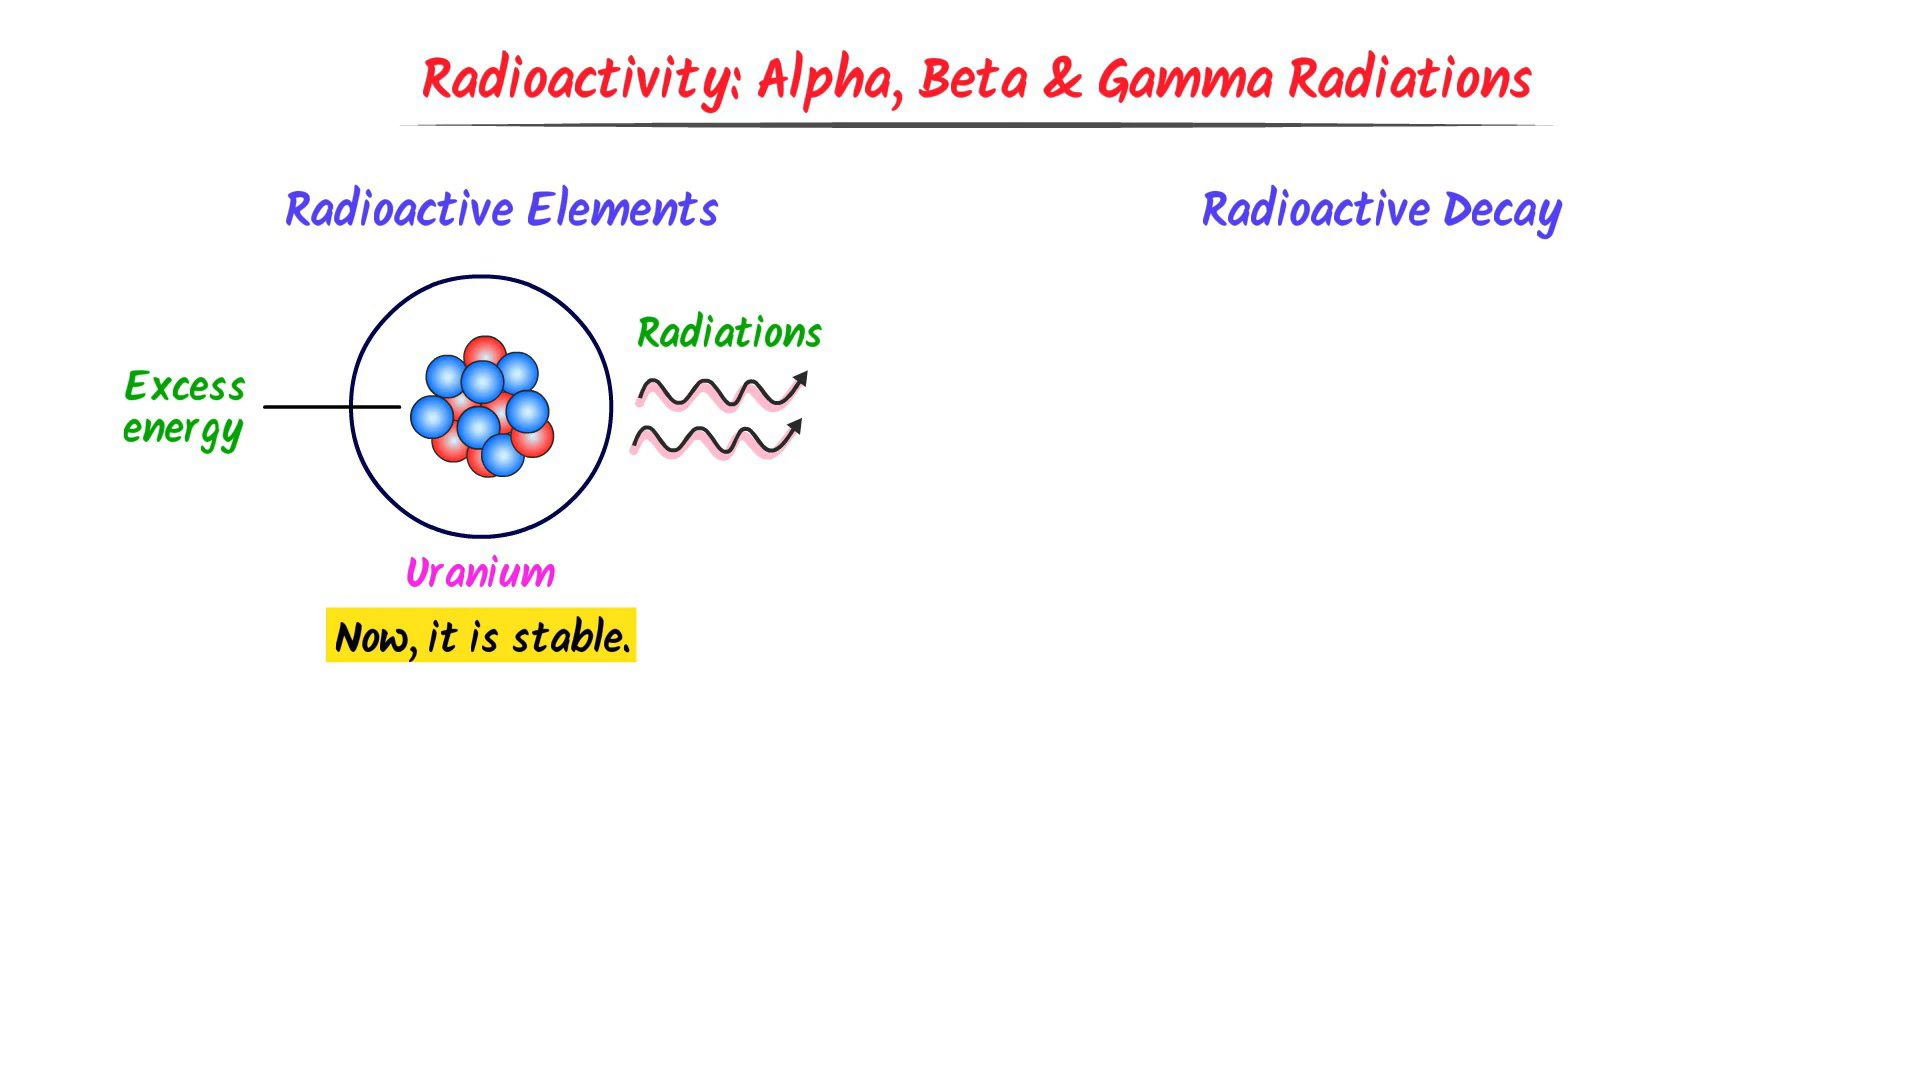 Radioactivity: Alpha, Beta & Gamma Radiations
Radioactive Elements
Radioactive Decay
Radiations
Excess
energy
Uranium
Now, it is stable.